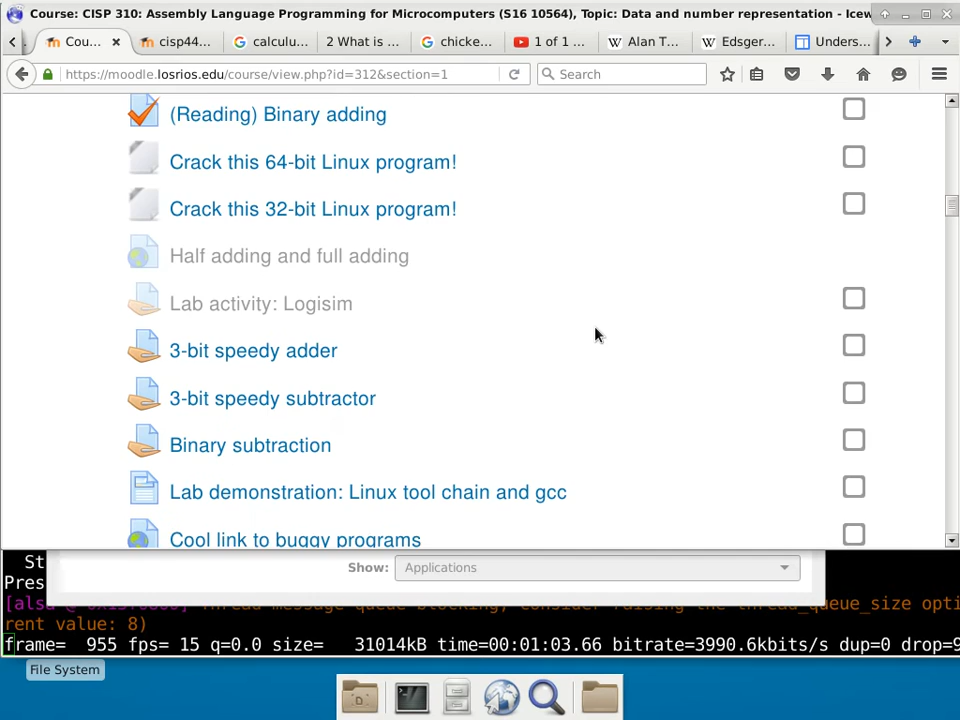 Course: CISP 310: Assembly Language Programming for Microcomputers (S16 10564), Topic: Data and number representation - Icew
Cou... cisp44... calculu... 2 What is ... chicke... 1 of 1 ... Alan T... Edsger... Unders...
https://moodle.losrios.edu/course/view.php?id=312&section=1 Search
(Reading) Binary adding
Crack this 64-bit Linux program!
Crack this 32-bit Linux program!
Half adding and full adding
Lab activity: Logisim
3-bit speedy adder
3-bit speedy subtractor
Binary subtraction
Lab demonstration: Linux tool chain and gcc
Cool link to buggy programs
St
Show: Applications
Pres
rent value: 8)
frame= 955 fps= 15 q=0.0 size= 31014kB time=00:01:03.66 bitrate=3990.6kbits/s dup=0 drop=9
File System